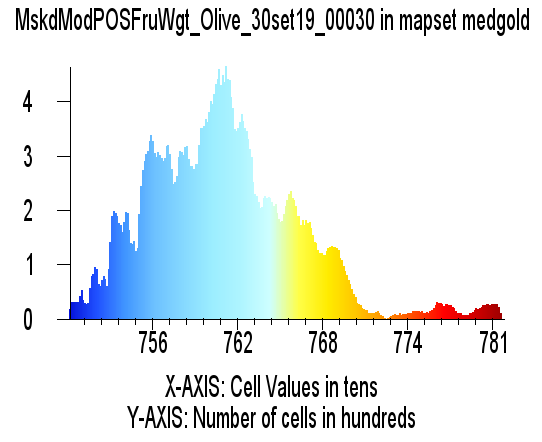 MskdModPOSFruWgt_Olive_30set19_00030 in mapset medgold
4
3
2
1
0
756 762 768 774 781
X-AXIS: Cell Values in tens
Y-AXIS: Number of cells in hundreds